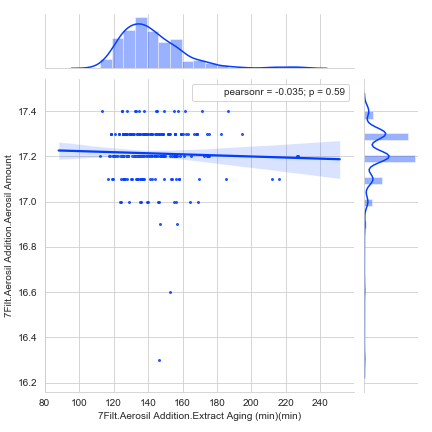 pearsonr = -0.035; p = 0.59
17.4
17.2
17.0
16.8
16.6
16.4
16.2
7Filt.Aerosil Addition.Aerosil Amount
80 100 120 140 160 180 200 220 240
7Filt.Aerosil Addition.Extract Aging (min)(min)